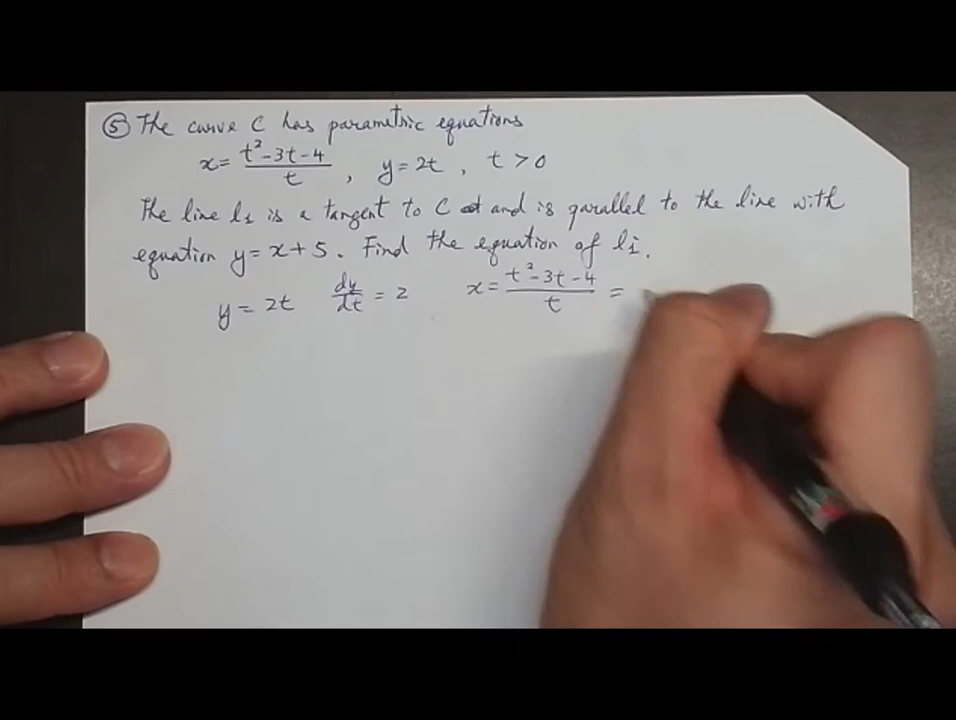 ⑤ The curve C has parametric equations
x = (t² - 3t - 4)/t , y = 2t , t > 0
The line l₁ is a tangent to C and is parallel to the line with
equation y = x + 5 . Find the equation of l₁.
y = 2t dy/dt = 2 x = (t² - 3t - 4)/t =